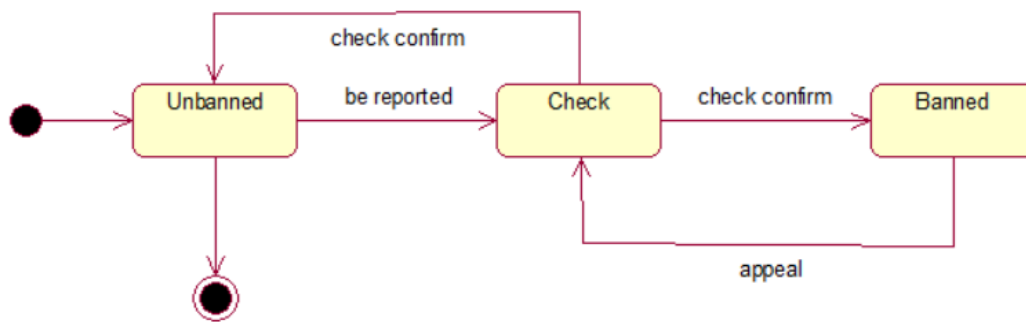 check confirm
Unbanned
be reported
Check
check confirm
Banned
appeal